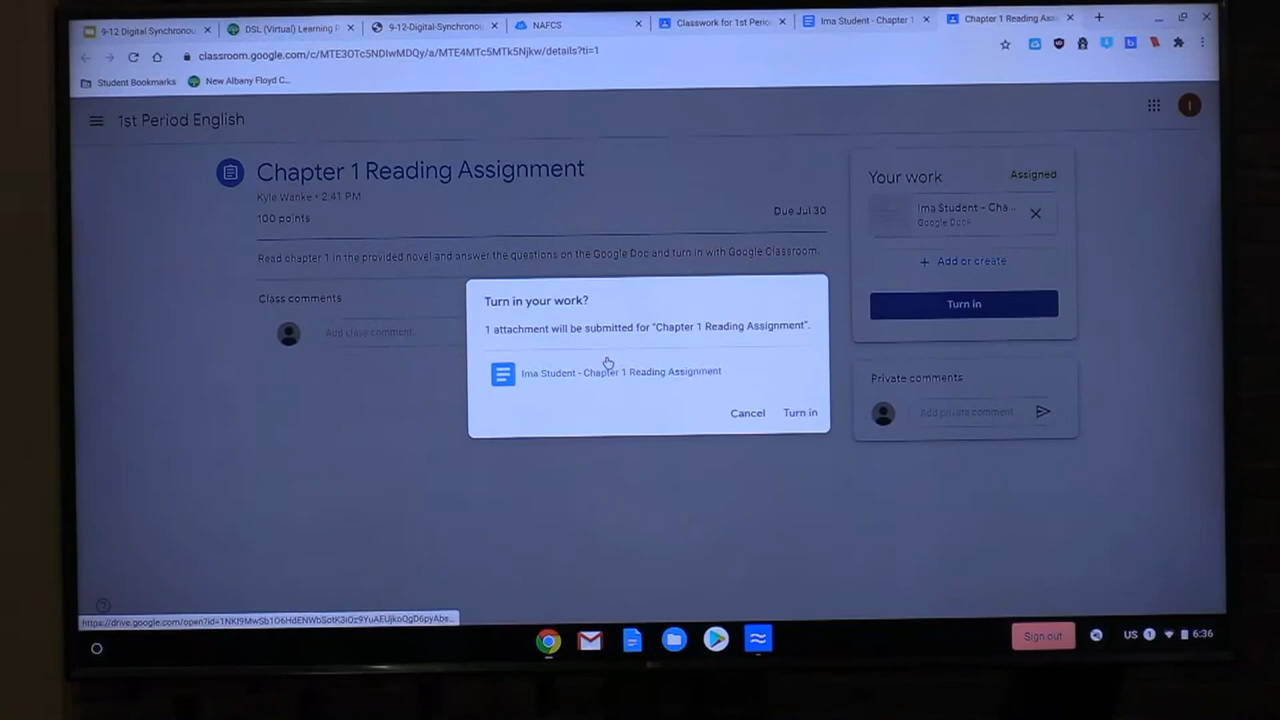 9-12 Digital Synchronou
DSL (Virtual) Learning P
9-12-Digital-Synchronou
NAFCS
Classwork for 1st Perio
Ima Student - Chapter 1
Chapter 1 Reading Assi
classroom.google.com/c/MTE3OTc5NDIwMDQy/a/MTE4MTc5MTk5Njkw/details?ti=1
Student Bookmarks
New Albany Floyd C...
1st Period English
Chapter 1 Reading Assignment
Kyle Wanke • 2:41 PM
100 points
Due Jul 30
Read chapter 1 in the provided novel and answer the questions on the Google Doc and turn in with Google Classroom.
Class comments
Add class comment...
Your work
Assigned
Ima Student - Cha...
Google Docs
+ Add or create
Turn in
Private comments
Add private comment...
Turn in your work?
1 attachment will be submitted for "Chapter 1 Reading Assignment".
Ima Student - Chapter 1 Reading Assignment
Cancel
Turn in
Sign out
US
1
6:36